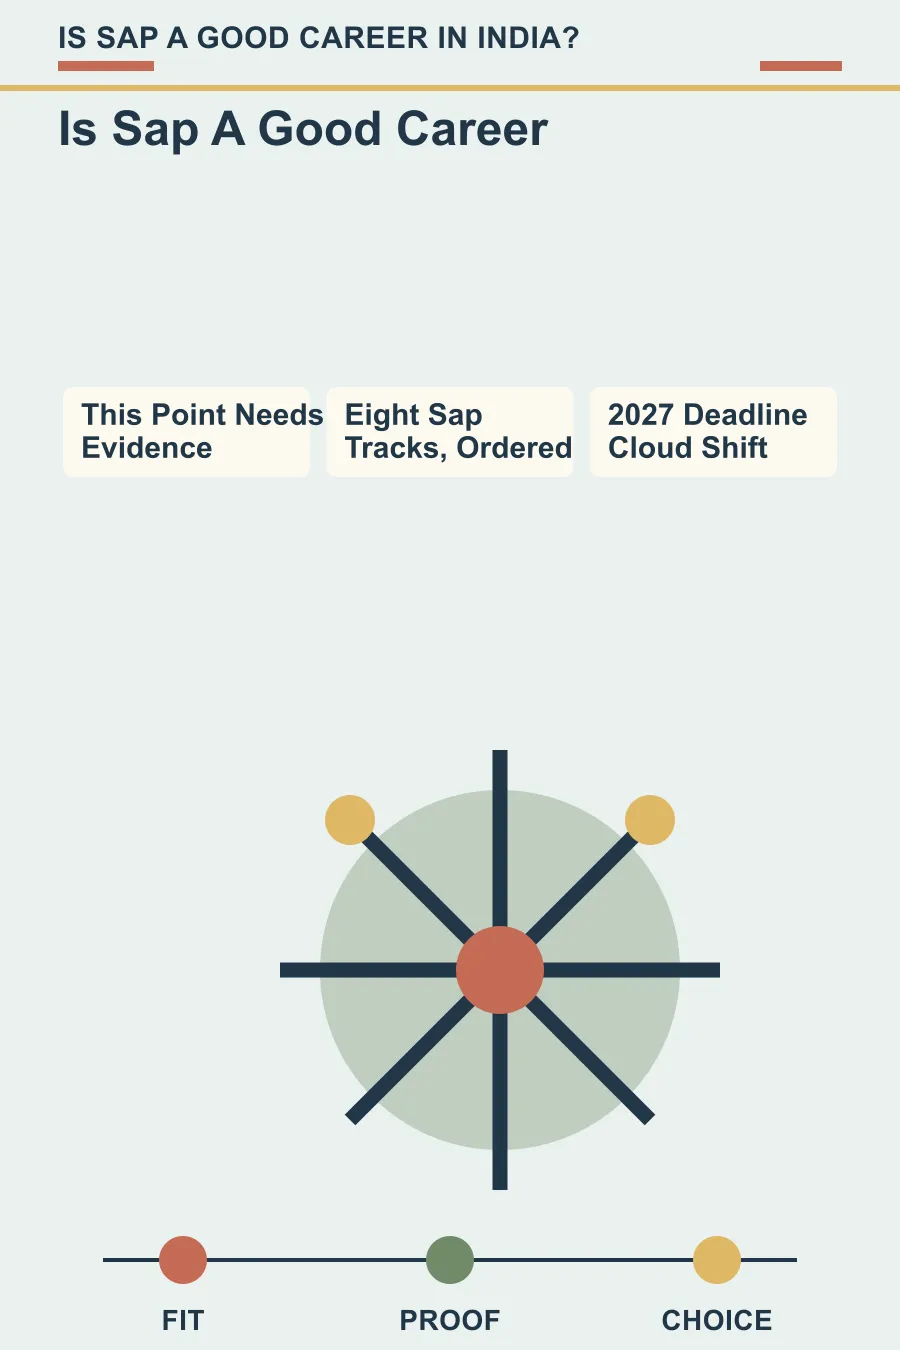 IS SAP A GOOD CAREER IN INDIA?
Is Sap A Good Career
This Point Needs
Evidence
Eight Sap
Tracks, Ordered
2027 Deadline
Cloud Shift
FIT
PROOF
CHOICE